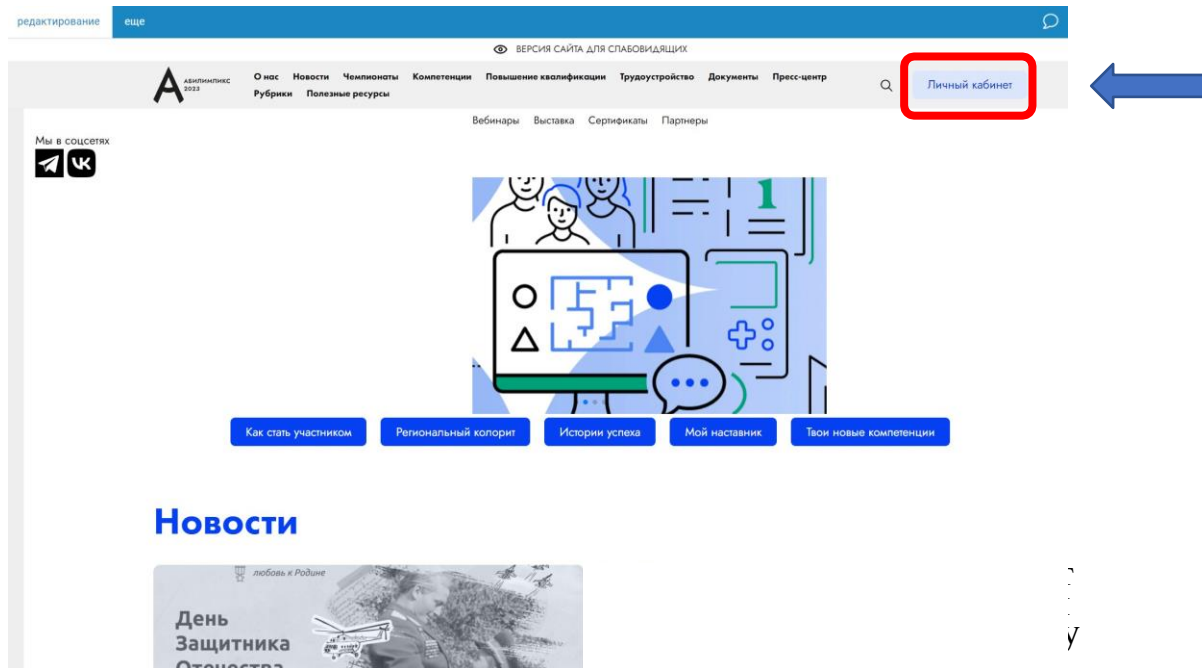 редактирование еще
ВЕРСИЯ САЙТА ДЛЯ СЛАБОВИДЯЩИХ
АБИЛИМПИКС
2023
О нас Новости Чемпионаты Компетенции Повышение квалификации Трудоустройство Документы Пресс-центр
Рубрики Полезные ресурсы
Личный кабинет
Вебинары Выставка Сертификаты Партнеры
Мы в соцсетях
Как стать участником Региональный колорит Истории успеха Мой наставник Твои новые компетенции
Новости
любовь к Родине
День
Защитника
Отечества
у